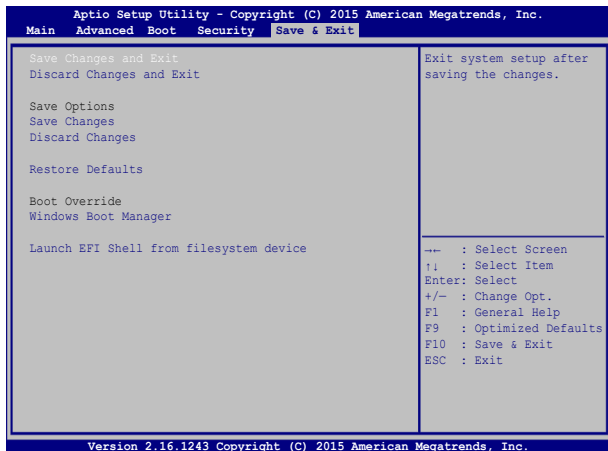 Aptio Setup Utility - Copyright (C) 2015 American Megatrends, Inc.
Main Advanced Boot Security Save & Exit
Save Changes and Exit
Discard Changes and Exit
Save Options
Save Changes
Discard Changes
Restore Defaults
Boot Override
Windows Boot Manager
Launch EFI Shell from filesystem device
Exit system setup after
saving the changes.
→← : Select Screen
↑↓ : Select Item
Enter: Select
+/— : Change Opt.
F1 : General Help
F9 : Optimized Defaults
F10 : Save & Exit
ESC : Exit
Version 2.16.1243 Copyright (C) 2015 American Megatrends, Inc.